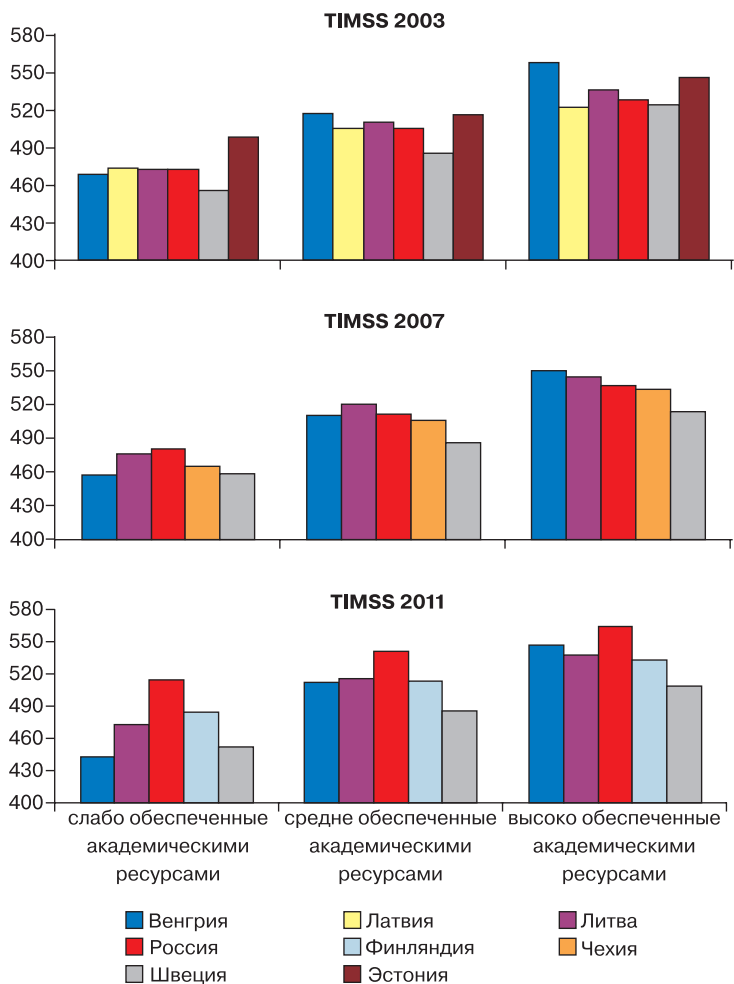 TIMSS 2003
580
550
520
490
460
430
400
TIMSS 2007
580
550
520
490
460
430
400
TIMSS 2011
580
550
520
490
460
430
400
слабо обеспеченные академическими ресурсами
средне обеспеченные академическими ресурсами
высоко обеспеченные академическими ресурсами
Венгрия
Латвия
Литва
Россия
Финляндия
Чехия
Швеция
Эстония